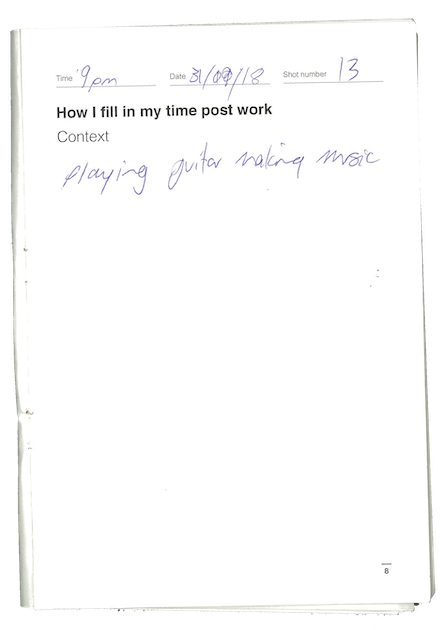 Time 9pm Date 31/07/18 Shot number 13
How I fill in my time post work
Context
playing guitar making music
8